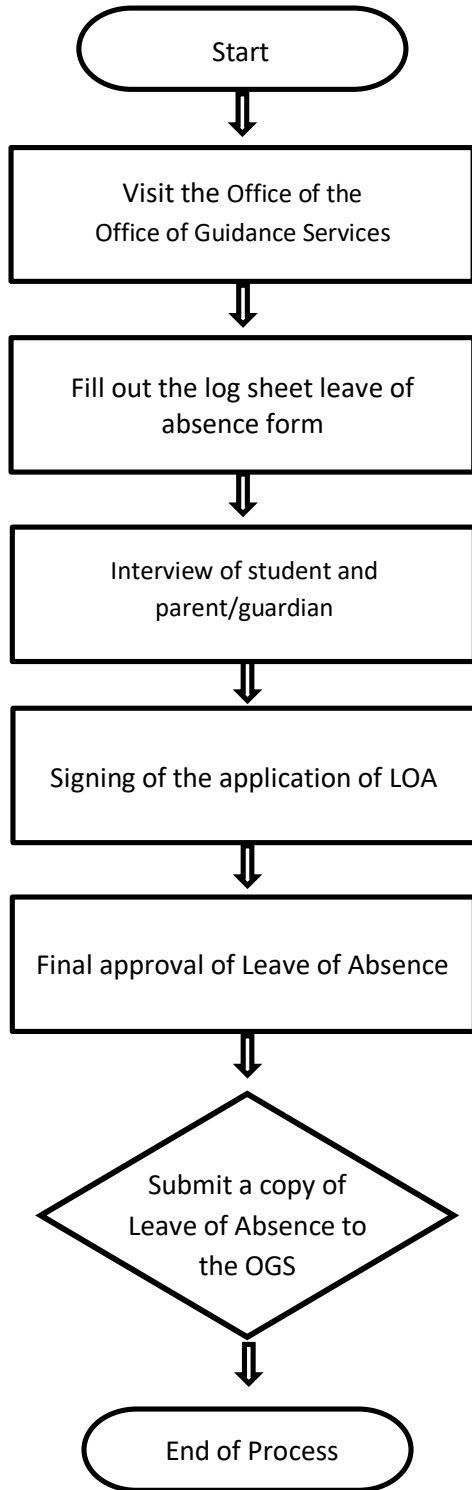 Start
Visit the Office of the
Office of Guidance Services
Fill out the log sheet leave of
absence form
Interview of student and
parent/guardian
Signing of the application of LOA
Final approval of Leave of Absence
Submit a copy of
Leave of Absence to
the OGS
End of Process